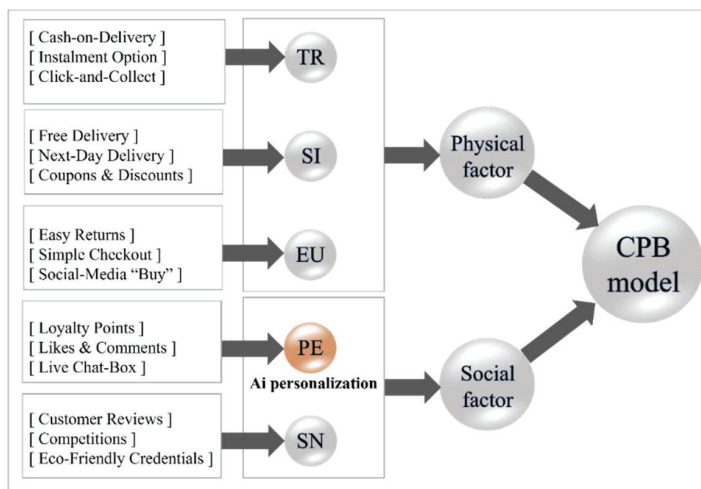 [ Cash-on-Delivery ]
[ Instalment Option ]
[ Click-and-Collect ]
TR
[ Free Delivery ]
[ Next-Day Delivery ]
[ Coupons & Discounts ]
SI
Physical
factor
[ Easy Returns ]
[ Simple Checkout ]
[ Social-Media “Buy” ]
EU
CPB
model
[ Loyalty Points ]
[ Likes & Comments ]
[ Live Chat-Box ]
PE
Ai personalization
Social
factor
[ Customer Reviews ]
[ Competitions ]
[ Eco-Friendly Credentials ]
SN